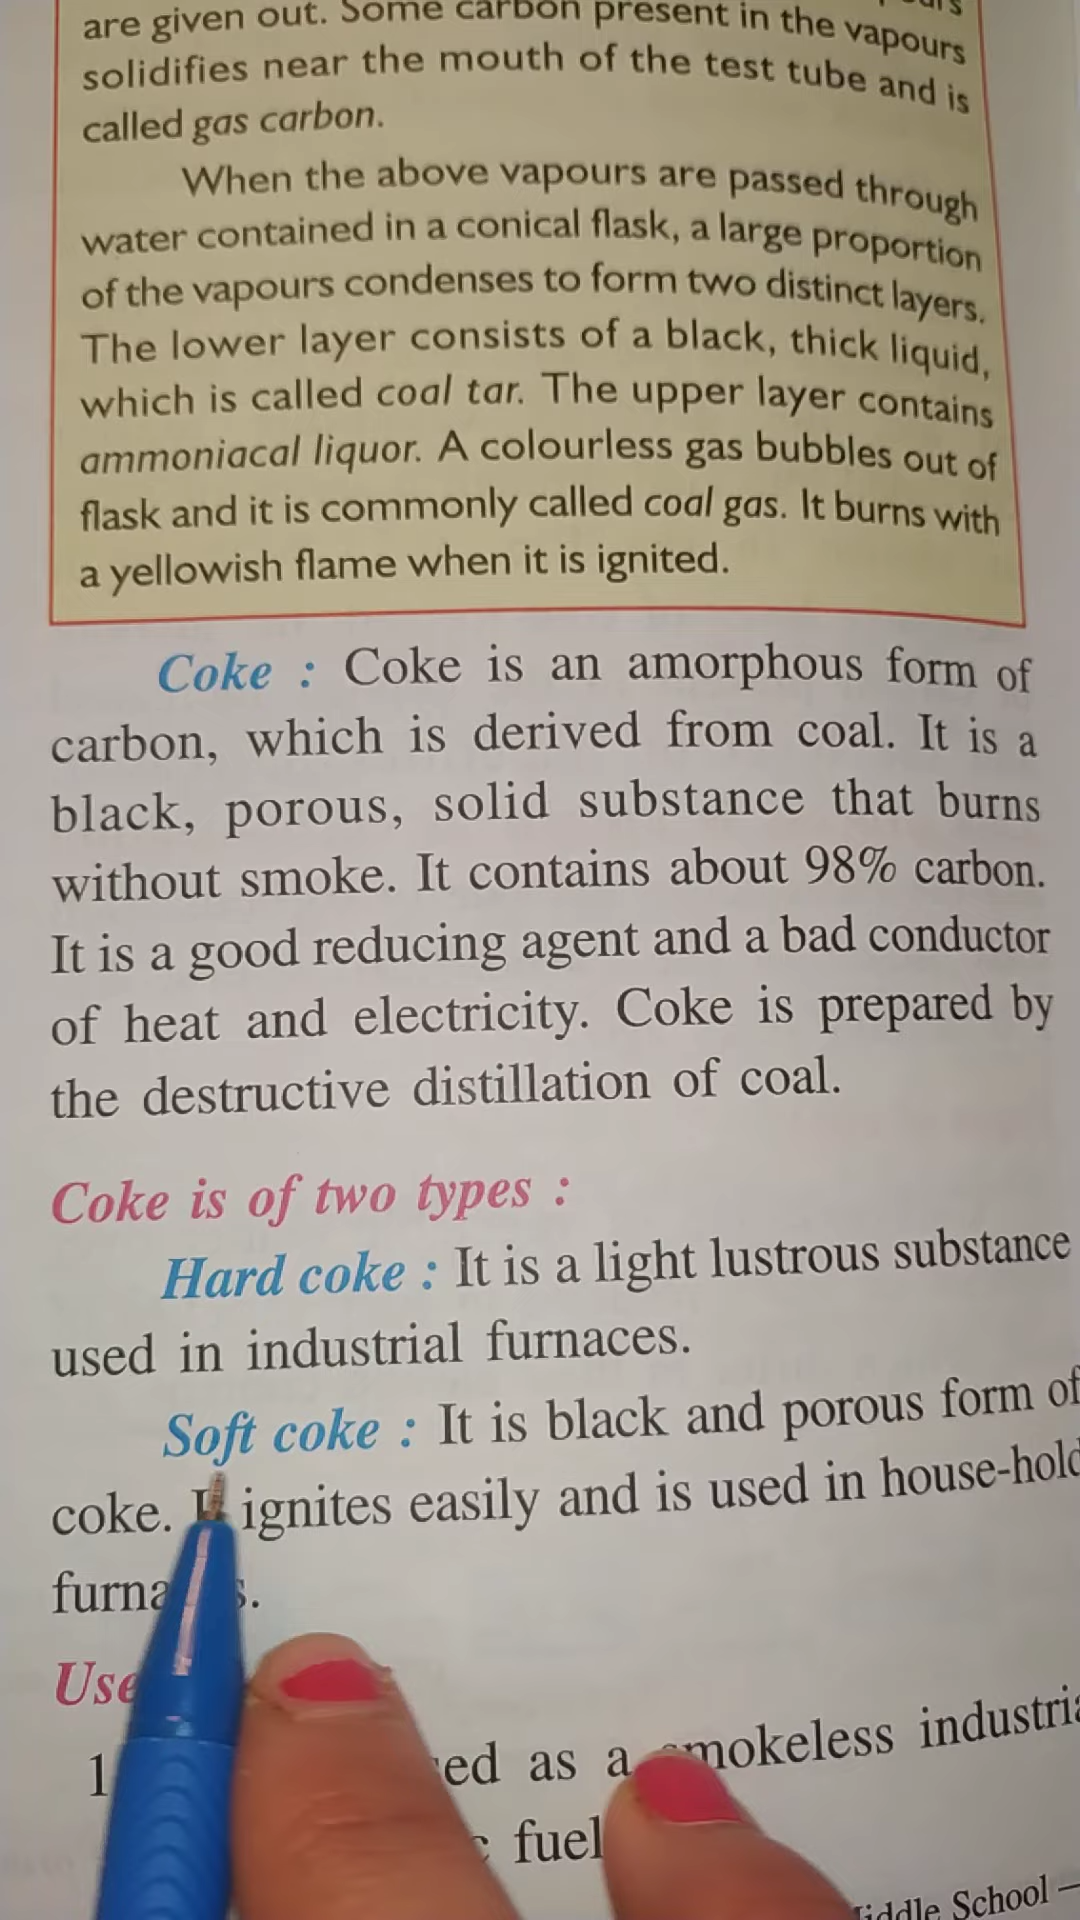 are given out. Some carbon present in the vapours
solidifies near the mouth of the test tube and is
called gas carbon.
When the above vapours are passed through
water contained in a conical flask, a large proportion
of the vapours condenses to form two distinct layers.
The lower layer consists of a black, thick liquid,
which is called coal tar. The upper layer contains
ammoniacal liquor. A colourless gas bubbles out of
flask and it is commonly called coal gas. It burns with
a yellowish flame when it is ignited.
Coke : Coke is an amorphous form of
carbon, which is derived from coal. It is a
black, porous, solid substance that burns
without smoke. It contains about 98% carbon.
It is a good reducing agent and a bad conductor
of heat and electricity. Coke is prepared by
the destructive distillation of coal.
Coke is of two types :
Hard coke : It is a light lustrous substance
used in industrial furnaces.
Soft coke : It is black and porous form of
coke. ignites easily and is used in house-hold
1 as a smokeless
fuel
School –